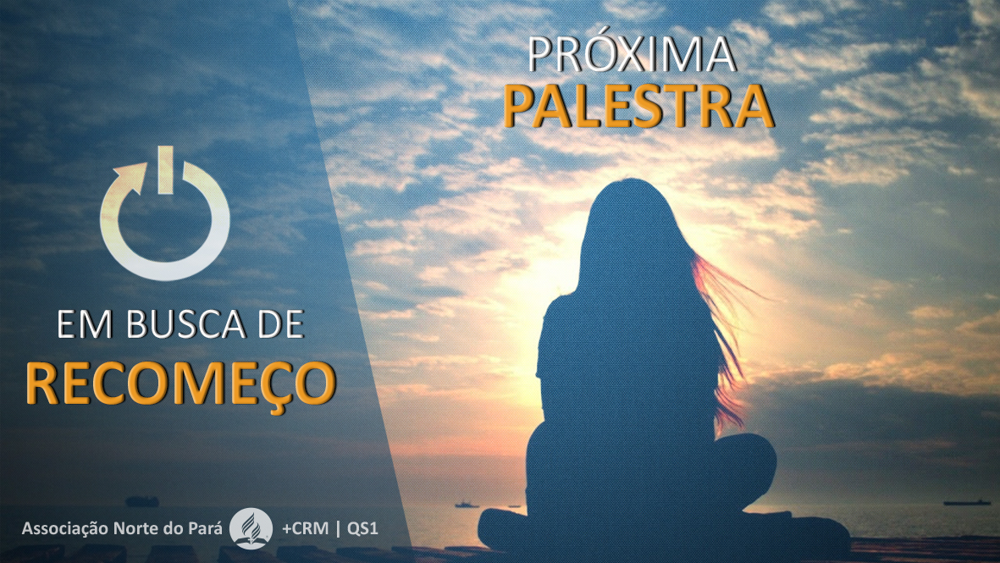 PRÓXIMA
PALESTRA
EM BUSCA DE
RECOMEÇO
Associação Norte do Pará +CRM | QS1